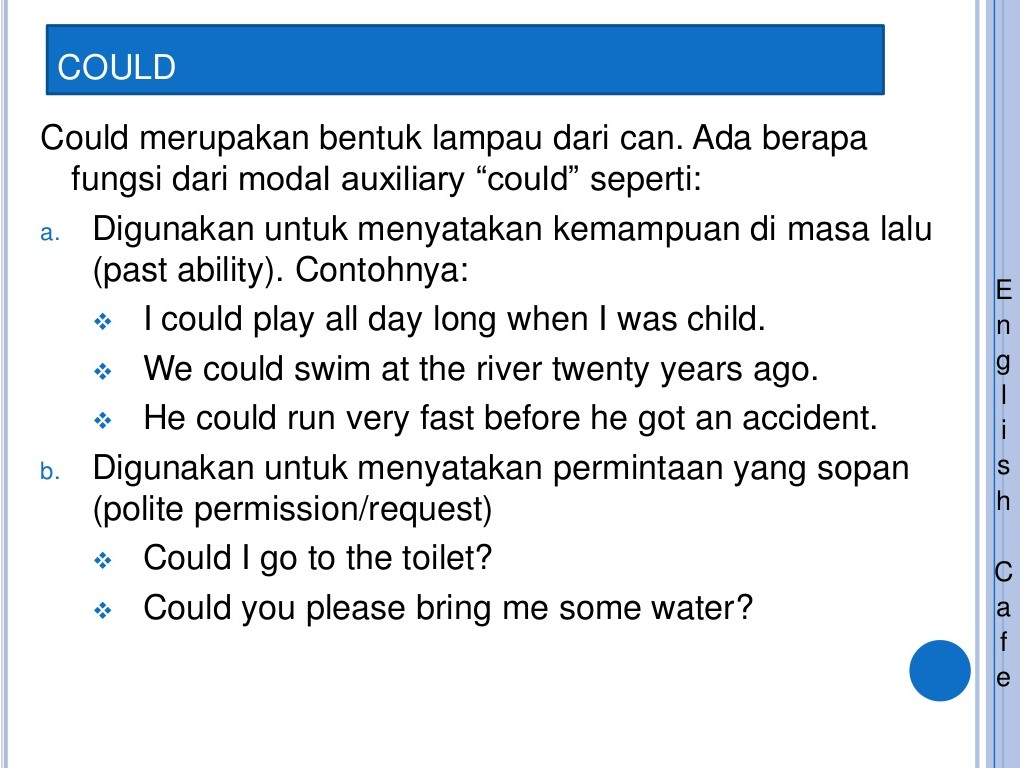 COULD
Could merupakan bentuk lampau dari can. Ada berapa
fungsi dari modal auxiliary “could” seperti:
a. Digunakan untuk menyatakan kemampuan di masa lalu
(past ability). Contohnya:
❖ I could play all day long when I was child.
❖ We could swim at the river twenty years ago.
❖ He could run very fast before he got an accident.
b. Digunakan untuk menyatakan permintaan yang sopan
(polite permission/request)
❖ Could I go to the toilet?
❖ Could you please bring me some water?
English Cafe